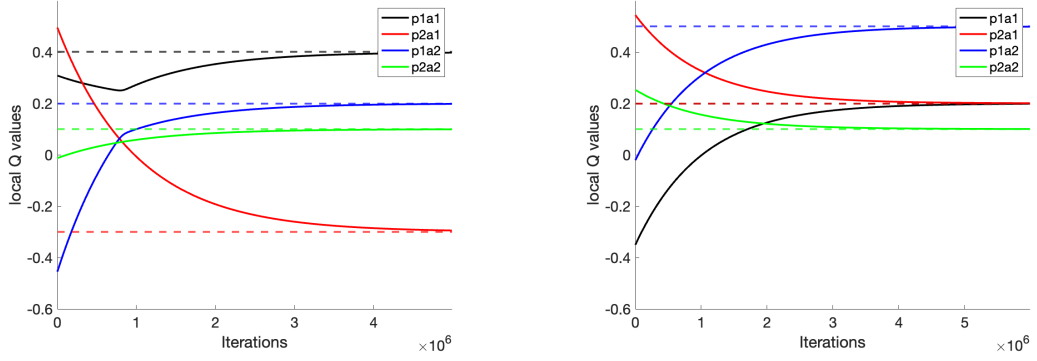 p1a1
p2a1
p1a2
p2a2
0.4
0.2
0
-0.2
-0.4
-0.6
local Q values
0
1
2
3
4
Iterations
×10^6
p1a1
p2a1
p1a2
p2a2
0.4
0.2
0
-0.2
-0.4
-0.6
local Q values
0
1
2
3
4
5
6
Iterations
×10^6